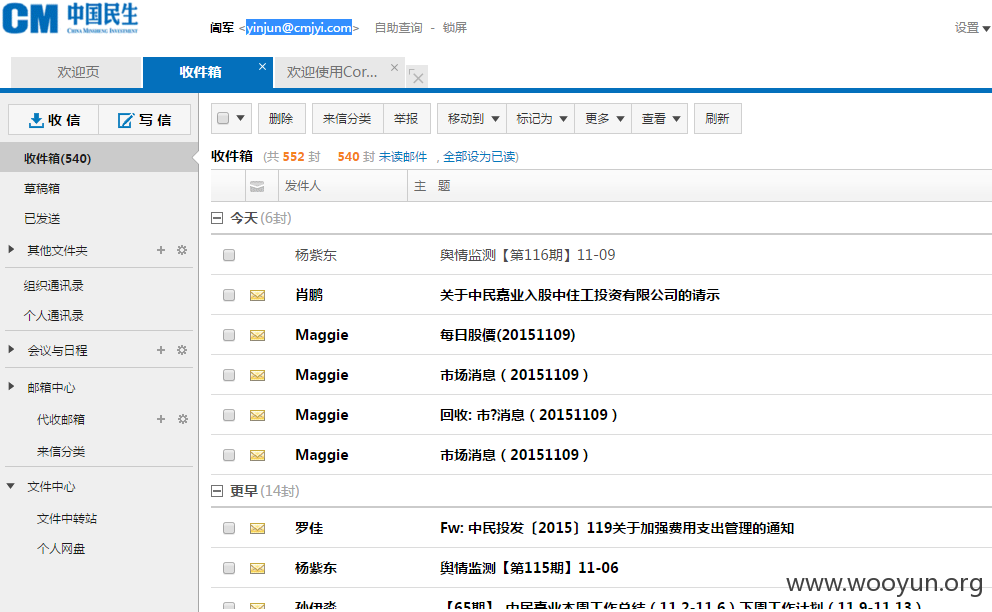 CM 中国民生
CHINA MINSHENG INVESTMENT
阖军 <yinjun@cmjyi.com> 自助查询 - 锁屏
设置
欢迎页 收件箱 欢迎使用Cor...
收信 写信
删除 来信分类 举报 移动到 标记为 更多 查看 刷新
收件箱(540)
草稿箱
已发送
其他文件夹
组织通讯录
个人通讯录
会议与日程
邮箱中心
代收邮箱
来信分类
文件中心
文件中转站
个人网盘
收件箱 (共 552 封 540 封 未读邮件 , 全部设为已读)
发件人 主 题
今天(6封)
杨紫东 舆情监测【第116期】11-09
肖鹏 关于中民嘉业入股中住工投资有限公司的请示
Maggie 每日股價(20151109)
Maggie 市场消息（20151109）
Maggie 回收: 市?消息（20151109）
Maggie 市场消息（20151109）
更早(14封)
罗佳 Fw: 中民投发〔2015〕119关于加强费用支出管理的通知
杨紫东 舆情监测【第115期】11-06
【65期】 中民嘉业本周工作总结（11.2-11.6）下周工作计划（11.9-11.13）
www.wooyun.org